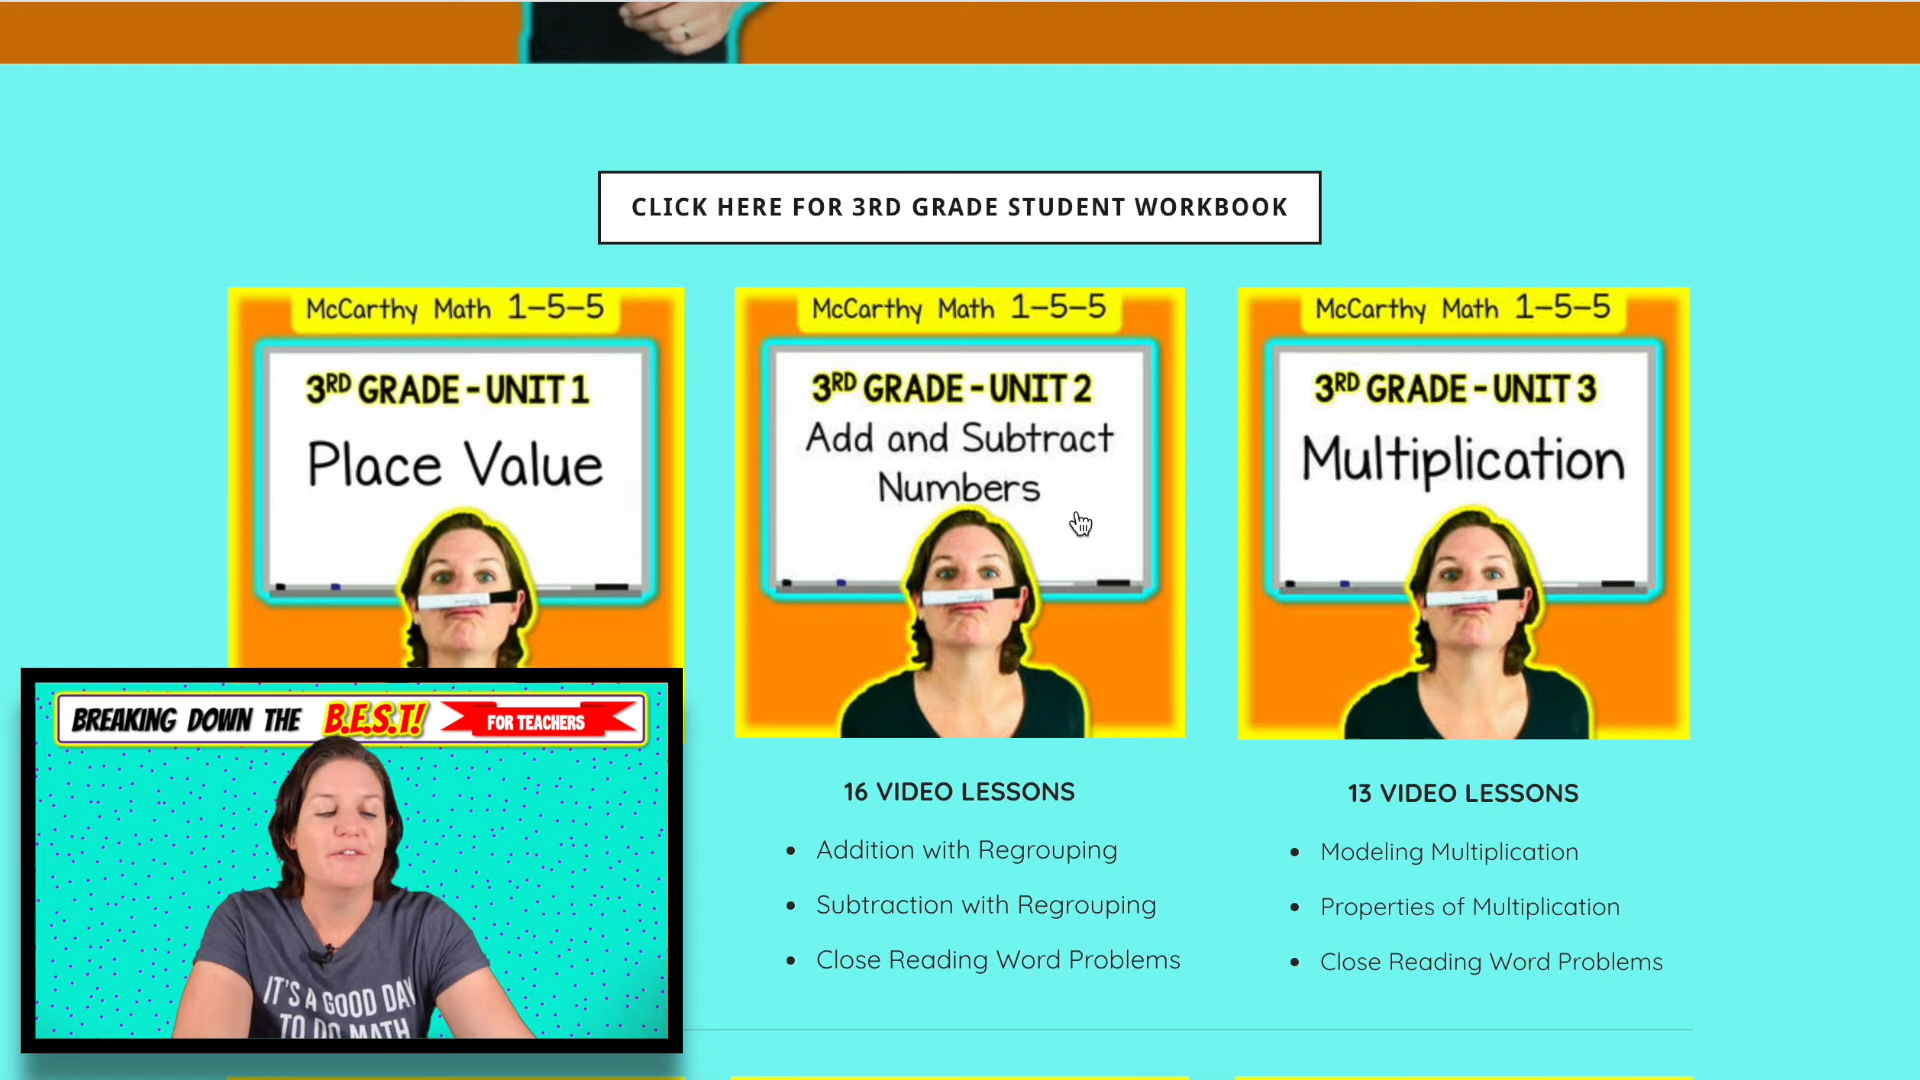 CLICK HERE FOR 3RD GRADE STUDENT WORKBOOK
McCarthy Math 1-5-5
3RD GRADE - UNIT 1
Place Value
McCarthy Math 1-5-5
3RD GRADE - UNIT 2
Add and Subtract
Numbers
McCarthy Math 1-5-5
3RD GRADE - UNIT 3
Multiplication
16 VIDEO LESSONS
• Addition with Regrouping
• Subtraction with Regrouping
• Close Reading Word Problems
13 VIDEO LESSONS
• Modeling Multiplication
• Properties of Multiplication
• Close Reading Word Problems
BREAKING DOWN THE B.E.S.T! FOR TEACHERS
IT'S A GOOD DAY
TO DO MATH